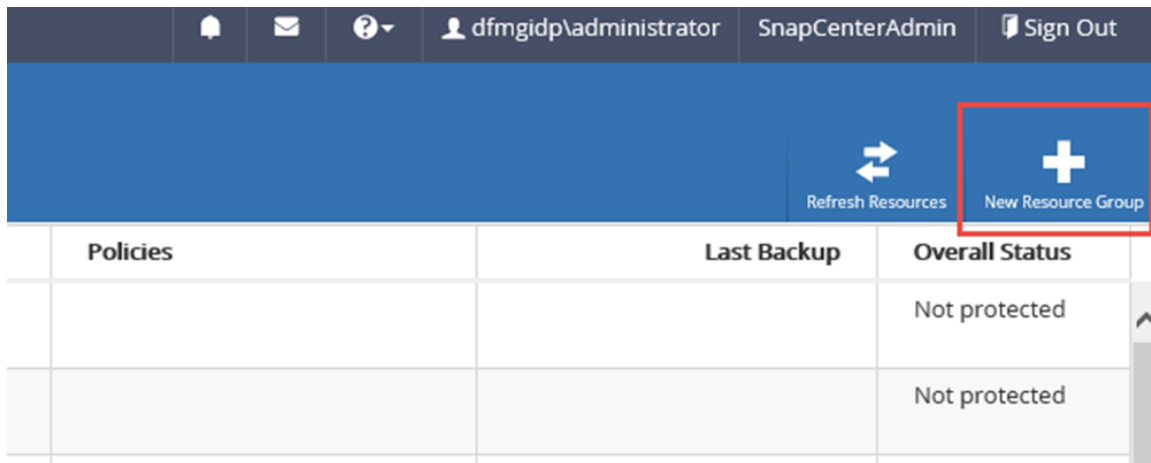 dfmgidp\administrator SnapCenterAdmin Sign Out
Refresh Resources New Resource Group
Policies Last Backup Overall Status
Not protected
Not protected